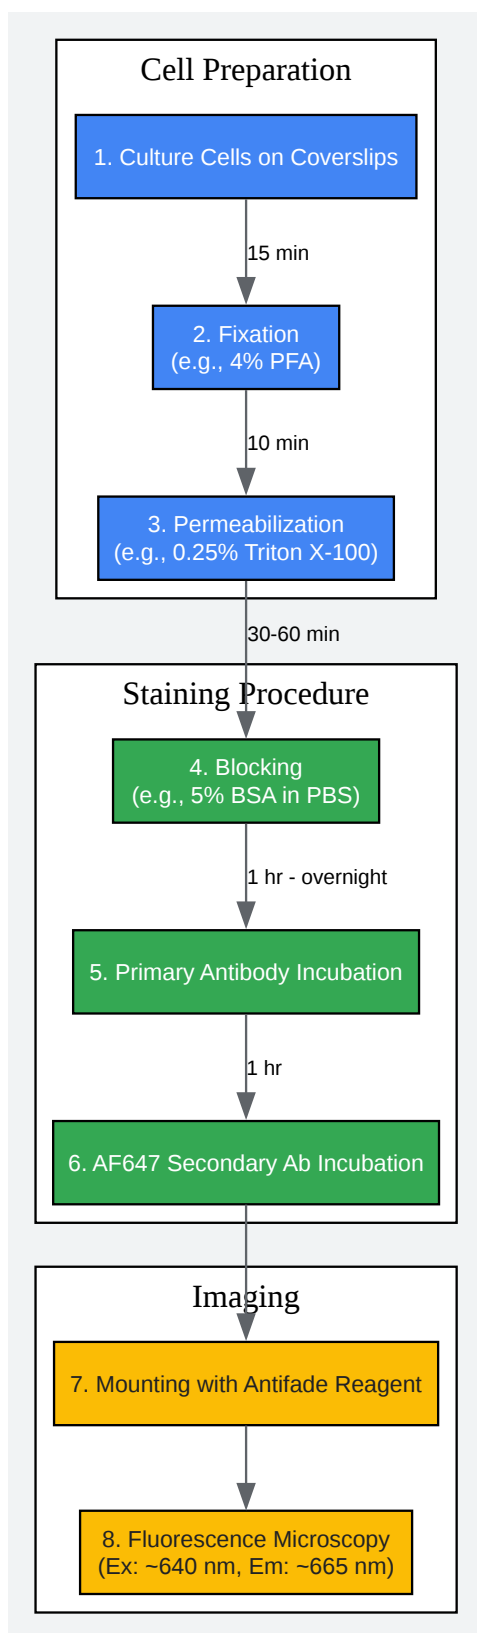 Cell Preparation
1. Culture Cells on Coverslips
15 min
2. Fixation
(e.g., 4% PFA)
10 min
3. Permeabilization
(e.g., 0.25% Triton X-100)
30-60 min
Staining Procedure
4. Blocking
(e.g., 5% BSA in PBS)
1 hr - overnight
5. Primary Antibody Incubation
1 hr
6. AF647 Secondary Ab Incubation
Imaging
7. Mounting with Antifade Reagent
8. Fluorescence Microscopy
(Ex: ~640 nm, Em: ~665 nm)